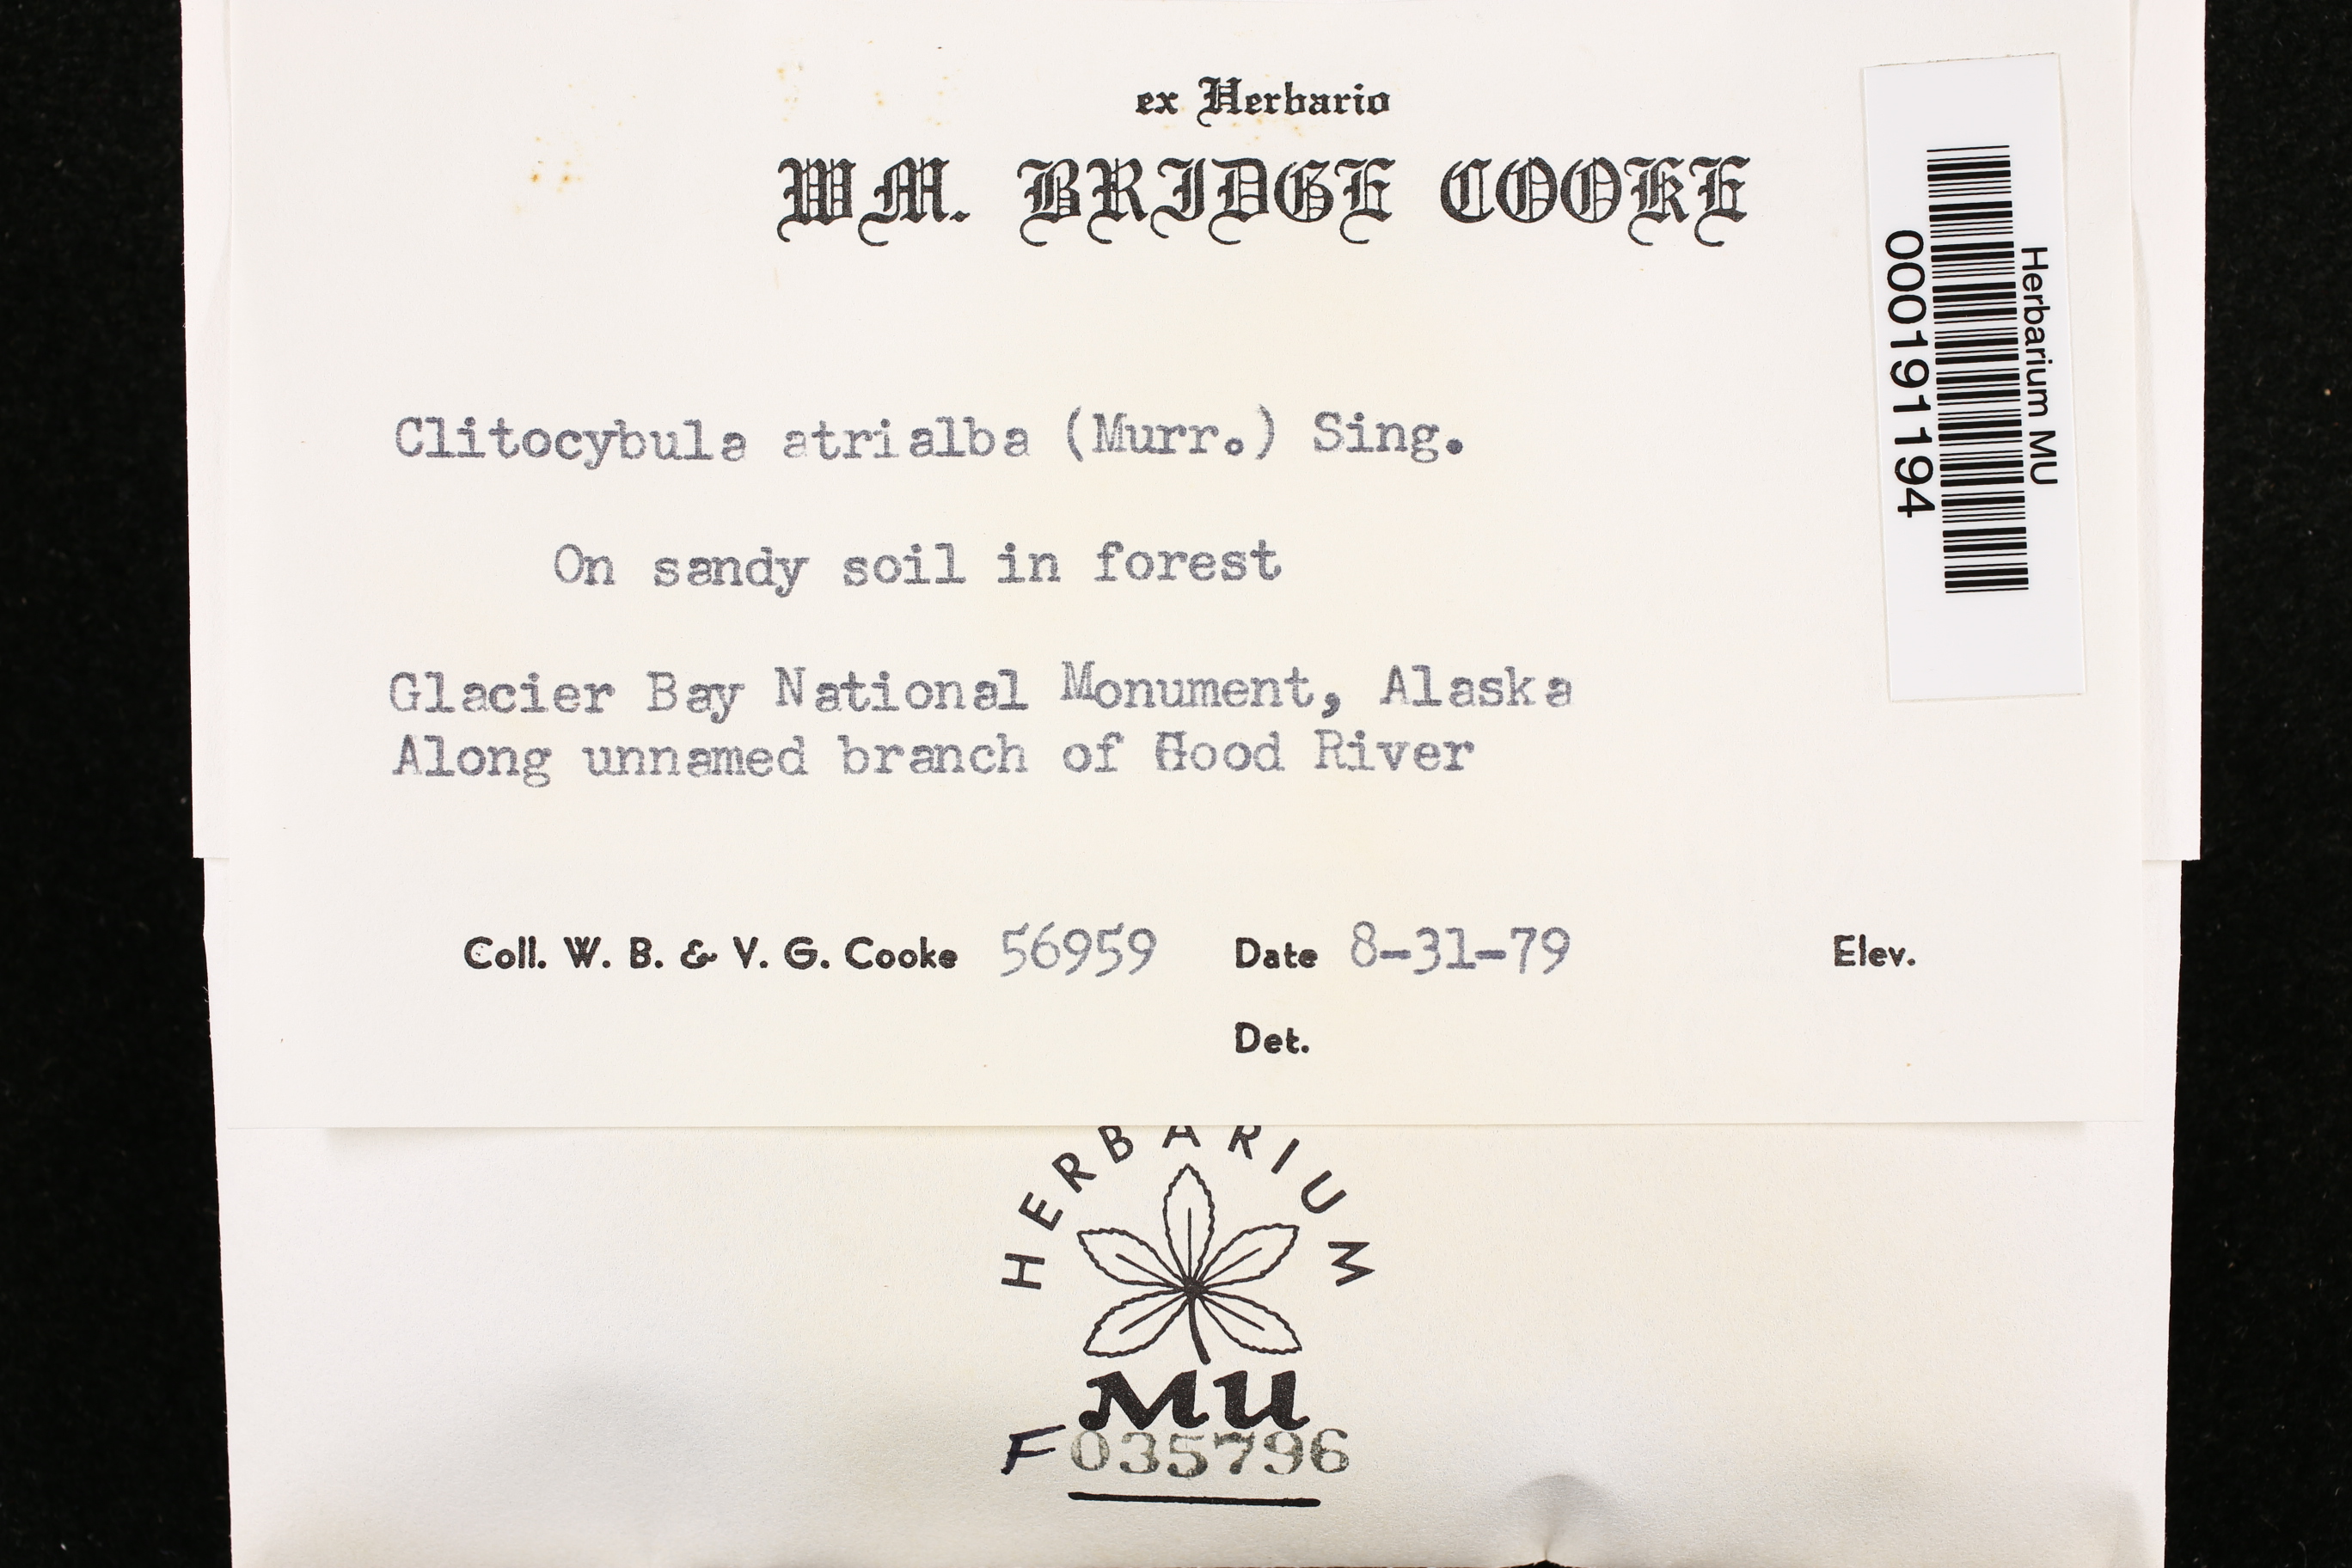 ex Herbario
WM. BRIDGE COOKE
Herbarium MU
000191194
Clitocybula atrialba (Murr.) Sing.
On sandy soil in forest
Glacier Bay National Monument, Alaska
Along unnamed branch of Good River
Coll. W. B. & V. G. Cooke 56959 Date 8-31-79 Elev.
Det.
HERBARIUM
MU
F035796